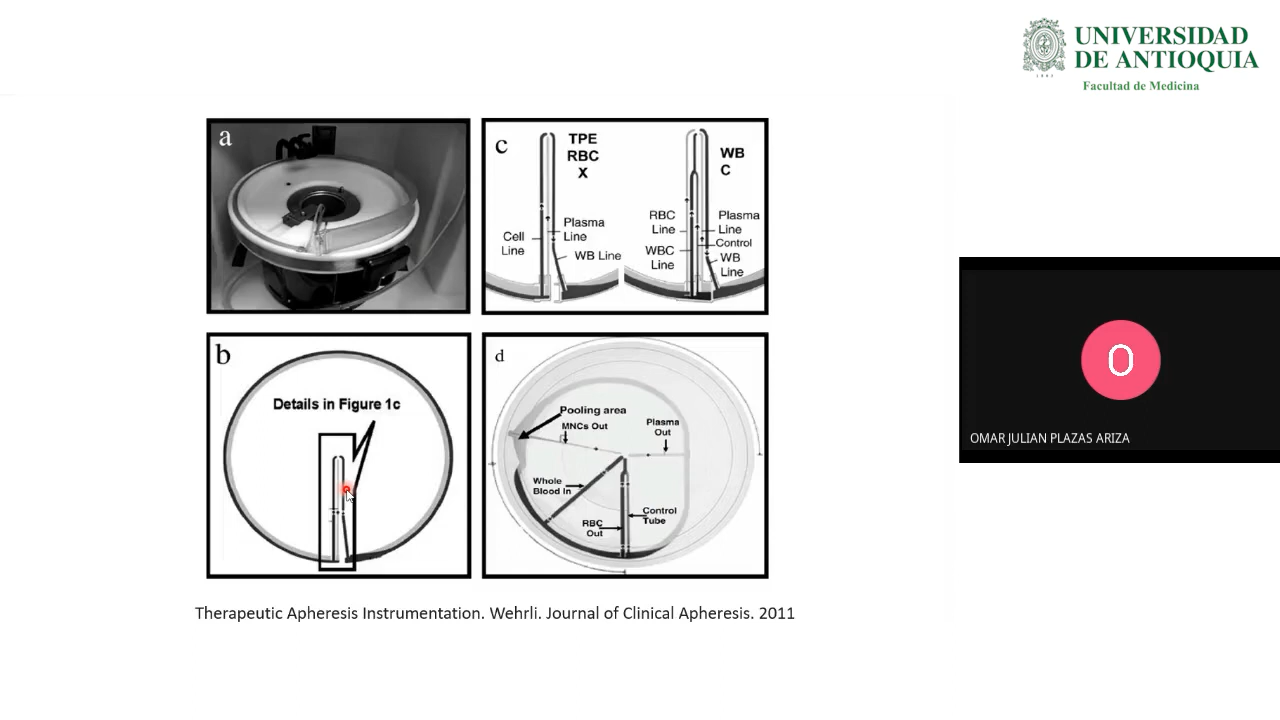 UNIVERSIDAD
DE ANTIOQUIA
1803
Facultad de Medicina
a
c
TPE
RBC
X
Cell
Line
Plasma
Line
WB Line
WB
C
RBC
Line
WBC
Line
Plasma
Line
Control
WB
Line
b
Details in Figure 1c
d
Pooling area
MNCs Out
Plasma
Out
Whole
Blood In
RBC
Out
Control
Tube
Therapeutic Apheresis Instrumentation. Wehrli. Journal of Clinical Apheresis. 2011
O
OMAR JULIAN PLAZAS ARIZA